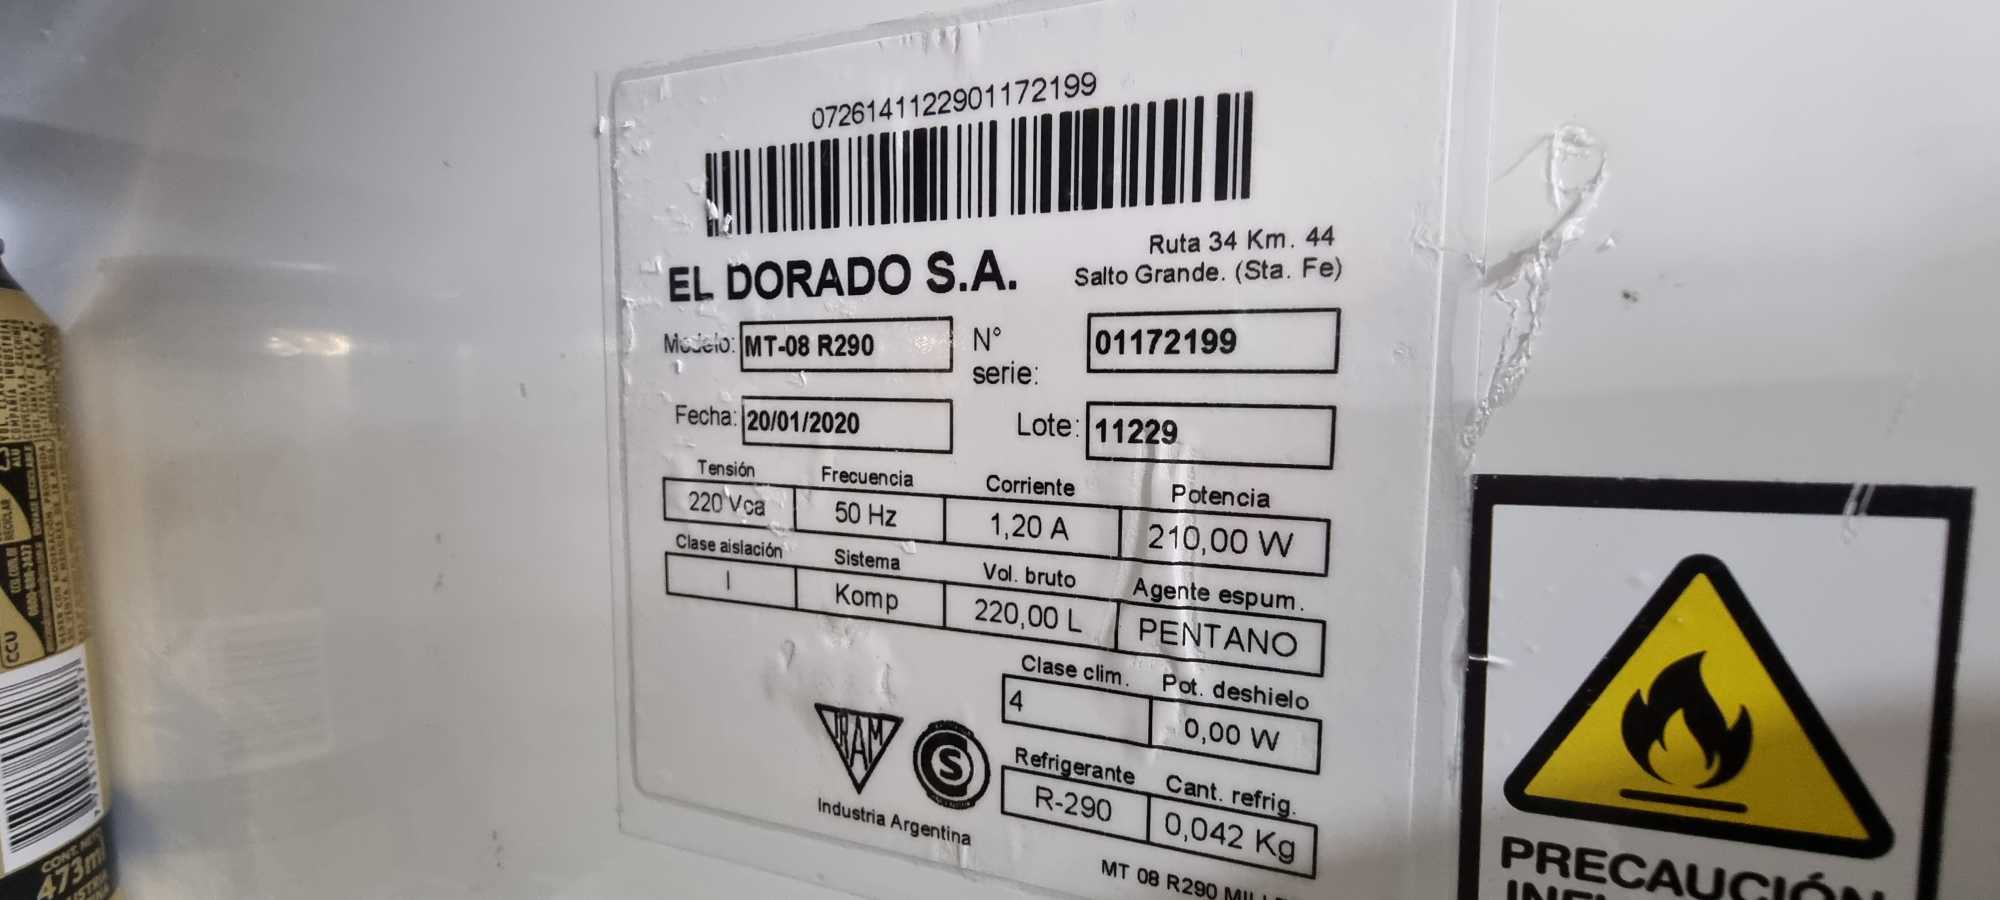 0726141122901172199
EL DORADO S.A.
Ruta 34 Km. 44
Salto Grande. (Sta. Fe)
Modelo: MT-08 R290
N° serie: 01172199
Fecha: 20/01/2020
Lote: 11229
Tensión Frecuencia Corriente Potencia
220 Vca 50 Hz 1,20 A 210,00 W
Clase aislación Sistema Vol. bruto Agente espum.
I Komp 220,00 L PENTANO
Clase clim. Pot. deshielo
4 0,00 W
Refrigerante Cant. refrig.
R-290 0,042 Kg
IRAM
S
Industria Argentina
MT 08 R290
PRECAUCIÓN
CCU
RECICLAR
CONT. NETO
473ml